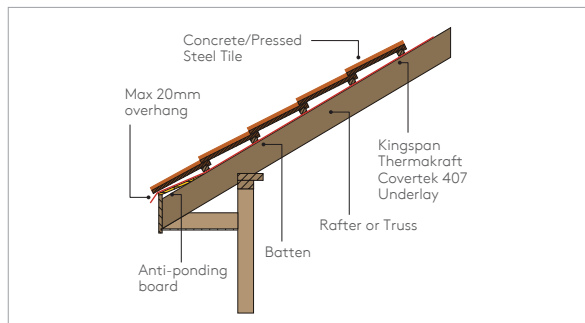 Concrete/Pressed
Steel Tile
Max 20mm
overhang
Kingspan
Thermakraft
Covertek 407
Underlay
Rafter or Truss
Batten
Anti-ponding
board